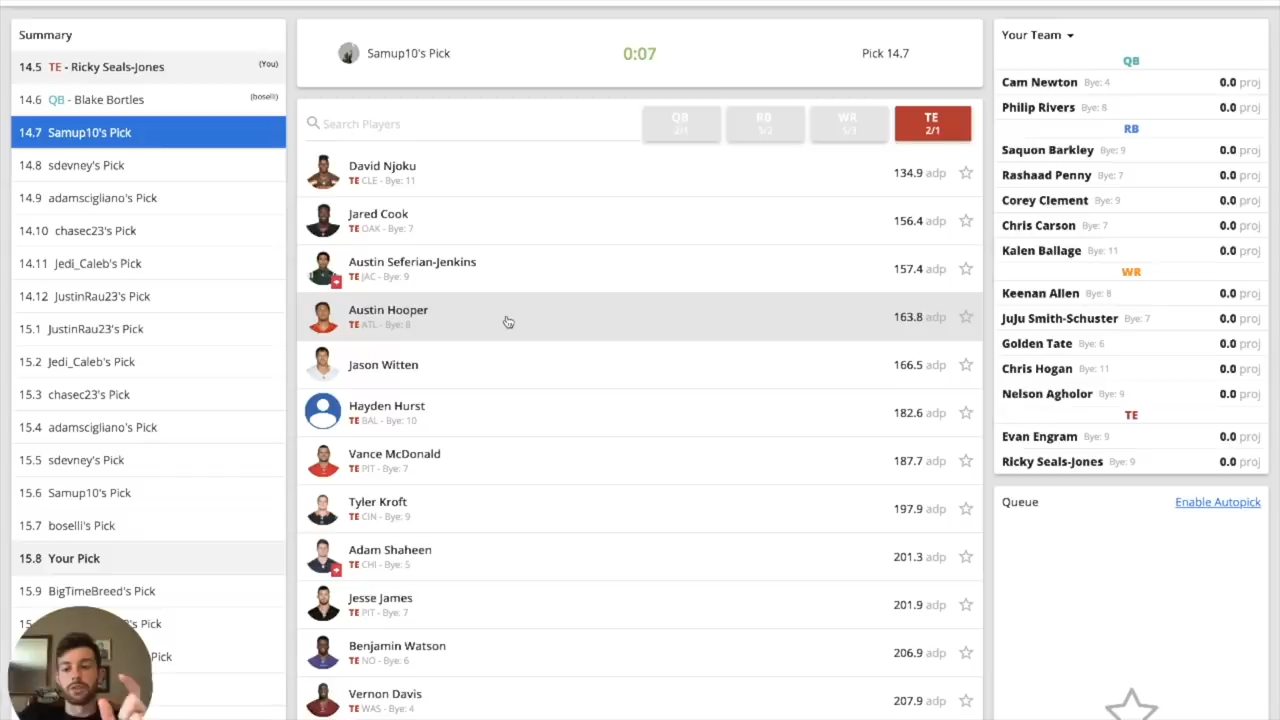 Summary
14.5 TE - Ricky Seals-Jones (You)
14.6 QB - Blake Bortles (boselli)
14.7 Samup10's Pick
14.8 sdevney's Pick
14.9 adamscigliano's Pick
14.10 chasec23's Pick
14.11 Jedi_Caleb's Pick
14.12 JustinRau23's Pick
15.1 JustinRau23's Pick
15.2 Jedi_Caleb's Pick
15.3 chasec23's Pick
15.4 adamscigliano's Pick
15.5 sdevney's Pick
15.6 Samup10's Pick
15.7 boselli's Pick
15.8 Your Pick
15.9 BigTimeBreed's Pick
Samup10's Pick
0:07
Pick 14.7
Search Players
QB 2/1
RB 5/2
WR 5/3
TE 2/1
David Njoku
TE CLE - Bye: 11
134.9 adp
Jared Cook
TE OAK - Bye: 7
156.4 adp
Austin Seferian-Jenkins
TE JAC - Bye: 9
157.4 adp
Austin Hooper
TE ATL - Bye: 8
163.8 adp
Jason Witten
166.5 adp
Hayden Hurst
TE BAL - Bye: 10
182.6 adp
Vance McDonald
TE PIT - Bye: 7
187.7 adp
Tyler Kroft
TE CIN - Bye: 9
197.9 adp
Adam Shaheen
TE CHI - Bye: 5
201.3 adp
Jesse James
TE PIT - Bye: 7
201.9 adp
Benjamin Watson
TE NO - Bye: 6
206.9 adp
Vernon Davis
TE WAS - Bye: 4
207.9 adp
Your Team
QB
Cam Newton Bye: 4 0.0 proj
Philip Rivers Bye: 8 0.0 proj
RB
Saquon Barkley Bye: 9 0.0 proj
Rashaad Penny Bye: 7 0.0 proj
Corey Clement Bye: 9 0.0 proj
Chris Carson Bye: 7 0.0 proj
Kalen Ballage Bye: 11 0.0 proj
WR
Keenan Allen Bye: 8 0.0 proj
JuJu Smith-Schuster Bye: 7 0.0 proj
Golden Tate Bye: 6 0.0 proj
Chris Hogan Bye: 11 0.0 proj
Nelson Agholor Bye: 9 0.0 proj
TE
Evan Engram Bye: 9 0.0 proj
Ricky Seals-Jones Bye: 9 0.0 proj
Queue
Enable Autopick